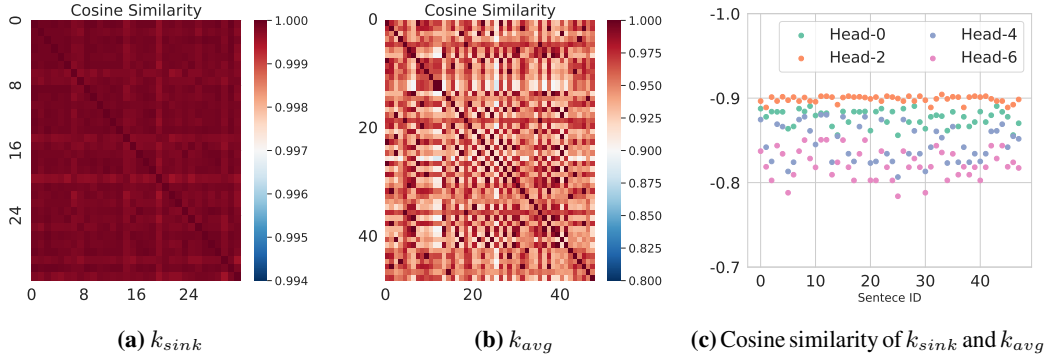 Cosine Similarity
0
8
16
24
0 8 16 24
1.000
0.999
0.998
0.997
0.996
0.995
0.994
(a) k_sink
Cosine Similarity
0
20
40
0 20 40
1.000
0.975
0.950
0.925
0.900
0.875
0.850
0.825
0.800
(b) k_avg
-1.0
-0.9
-0.8
-0.7
Head-0 Head-4
Head-2 Head-6
0 10 20 30 40 50
Sentece ID
(c) Cosine similarity of k_sink and k_avg